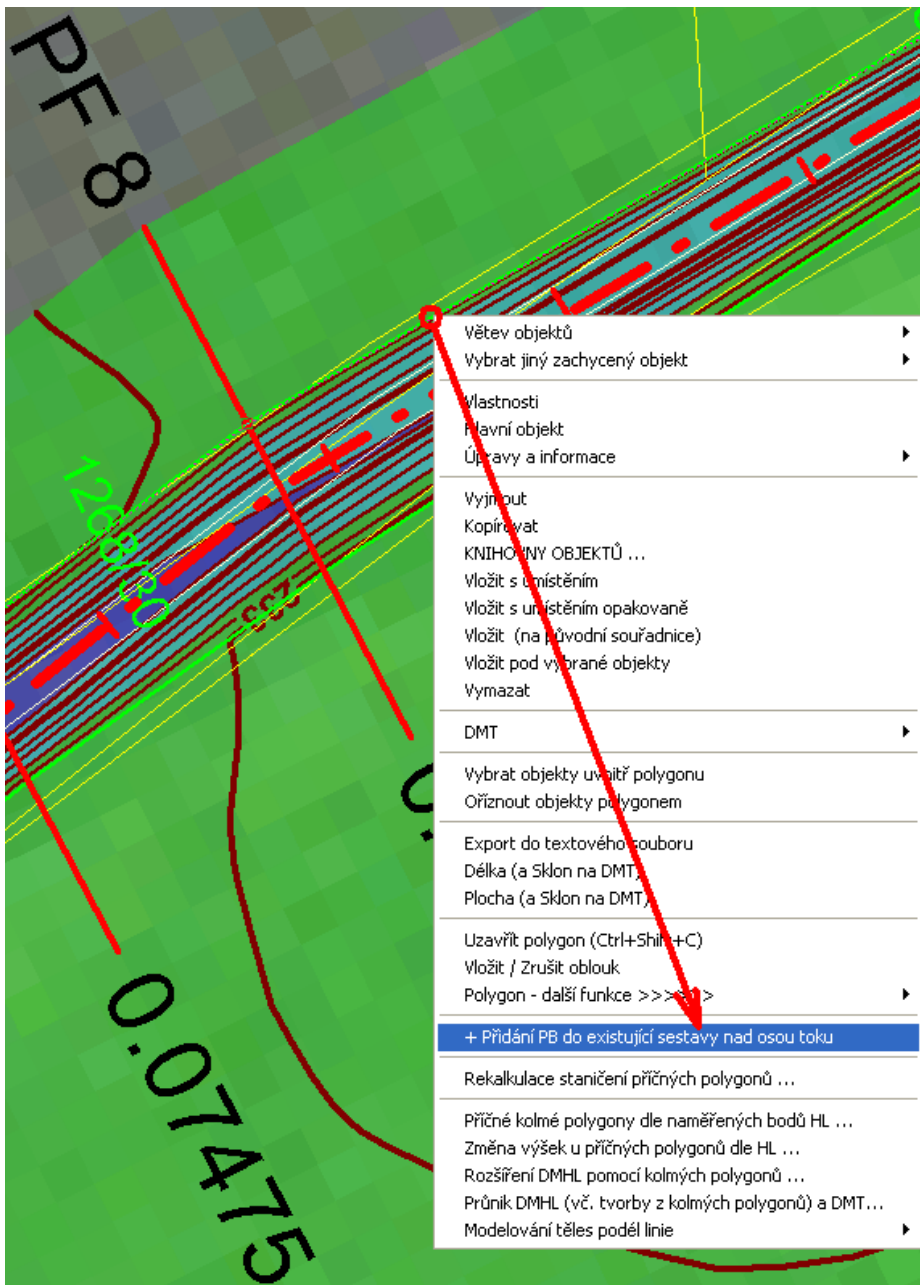 PF 8
1268/30
233
0.
0.07475
Větev objektů
Vybrat jiný zachycený objekt
Vlastnosti
Hlavní objekt
Úpravy a informace
Vyjmout
Kopírovat
KNIHOVNY OBJEKTŮ ...
Vložit s umístěním
Vložit s umístěním opakovaně
Vložit (na původní souřadnice)
Vložit pod vybrané objekty
Vymazat
DMT
Vybrat objekty uvnitř polygonu
Oříznout objekty polygonem
Export do textového souboru
Délka (a Sklon na DMT)
Plocha (a Sklon na DMT)
Uzavřít polygon (Ctrl+Shift+C)
Vložit / Zrušit oblouk
Polygon - další funkce >>>>>>
+ Přidání PB do existující sestavy nad osou toku
Rekalkulace staničení příčných polygonů ...
Příčné kolmé polygony dle naměřených bodů HL ...
Změna výšek u příčných polygonů dle HL ...
Rozšíření DMHL pomocí kolmých polygonů ...
Průnik DMHL (vč. tvorby z kolmých polygonů) a DMT...
Modelování těles podél linie